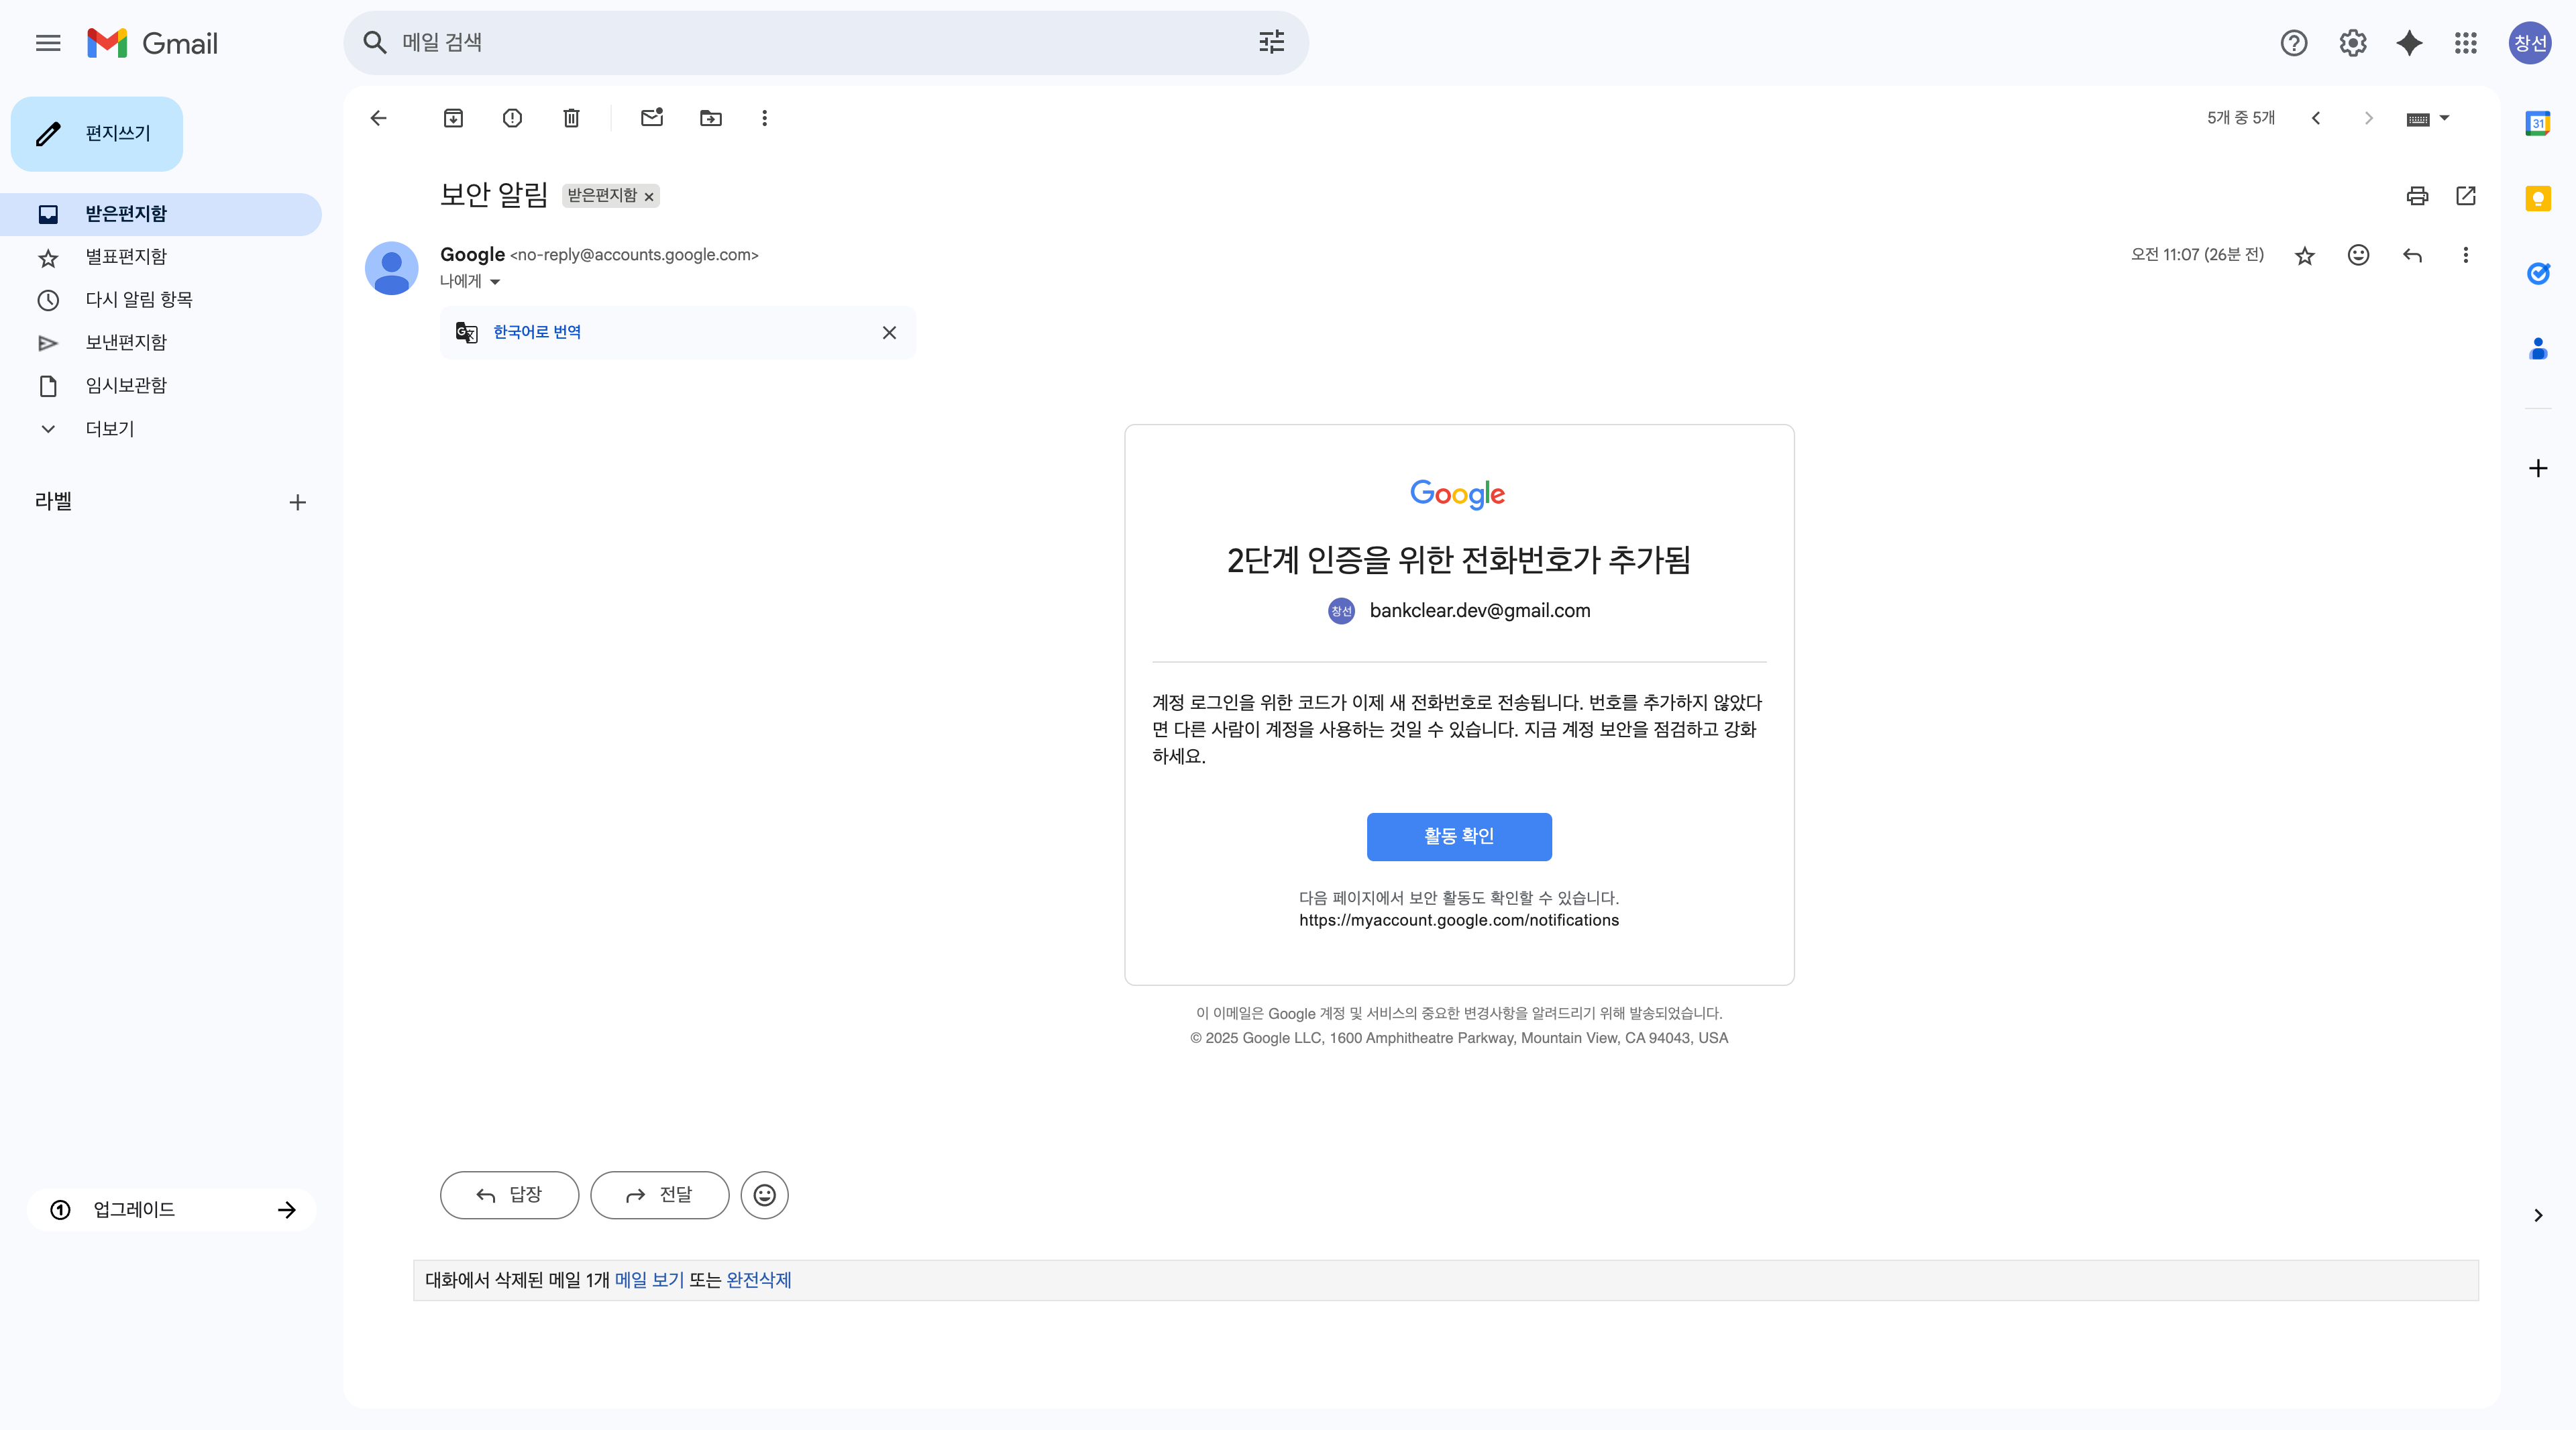 Gmail
메일 검색
창선
편지쓰기
받은편지함
별표편지함
다시 알림 항목
보낸편지함
임시보관함
더보기
라벨
업그레이드
5개 중 5개
보안 알림 받은편지함
Google <no-reply@accounts.google.com>
오전 11:07 (26분 전)
나에게
한국어로 번역
Google
2단계 인증을 위한 전화번호가 추가됨
창선 bankclear.dev@gmail.com
계정 로그인을 위한 코드가 이제 새 전화번호로 전송됩니다. 번호를 추가하지 않았다
면 다른 사람이 계정을 사용하는 것일 수 있습니다. 지금 계정 보안을 점검하고 강화
하세요.
활동 확인
다음 페이지에서 보안 활동도 확인할 수 있습니다.
https://myaccount.google.com/notifications
이 이메일은 Google 계정 및 서비스의 중요한 변경사항을 알려드리기 위해 발송되었습니다.
© 2025 Google LLC, 1600 Amphitheatre Parkway, Mountain View, CA 94043, USA
답장
전달
대화에서 삭제된 메일 1개 메일 보기 또는 완전삭제
31